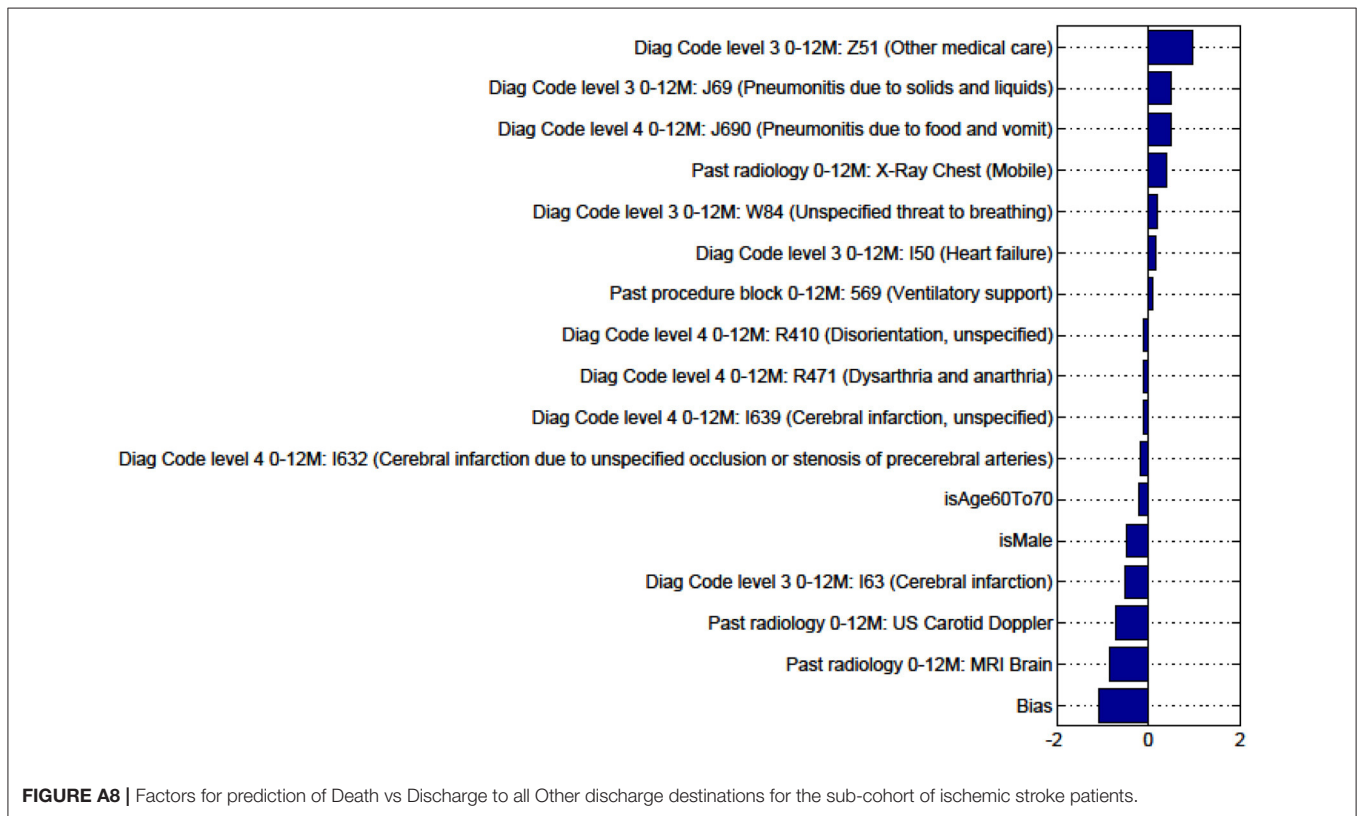 Diag Code level 3 0-12M: Z51 (Other medical care)
Diag Code level 3 0-12M: J69 (Pneumonitis due to solids and liquids)
Diag Code level 4 0-12M: J690 (Pneumonitis due to food and vomit)
Past radiology 0-12M: X-Ray Chest (Mobile)
Diag Code level 3 0-12M: W84 (Unspecified threat to breathing)
Diag Code level 3 0-12M: I50 (Heart failure)
Past procedure block 0-12M: 569 (Ventilatory support)
Diag Code level 4 0-12M: R410 (Disorientation, unspecified)
Diag Code level 4 0-12M: R471 (Dysarthria and anarthria)
Diag Code level 4 0-12M: I639 (Cerebral infarction, unspecified)
Diag Code level 4 0-12M: I632 (Cerebral infarction due to unspecified occlusion or stenosis of precerebral arteries)
isAge60To70
isMale
Diag Code level 3 0-12M: I63 (Cerebral infarction)
Past radiology 0-12M: US Carotid Doppler
Past radiology 0-12M: MRI Brain
Bias
-2 0 2
FIGURE A8 | Factors for prediction of Death vs Discharge to all Other discharge destinations for the sub-cohort of ischemic stroke patients.